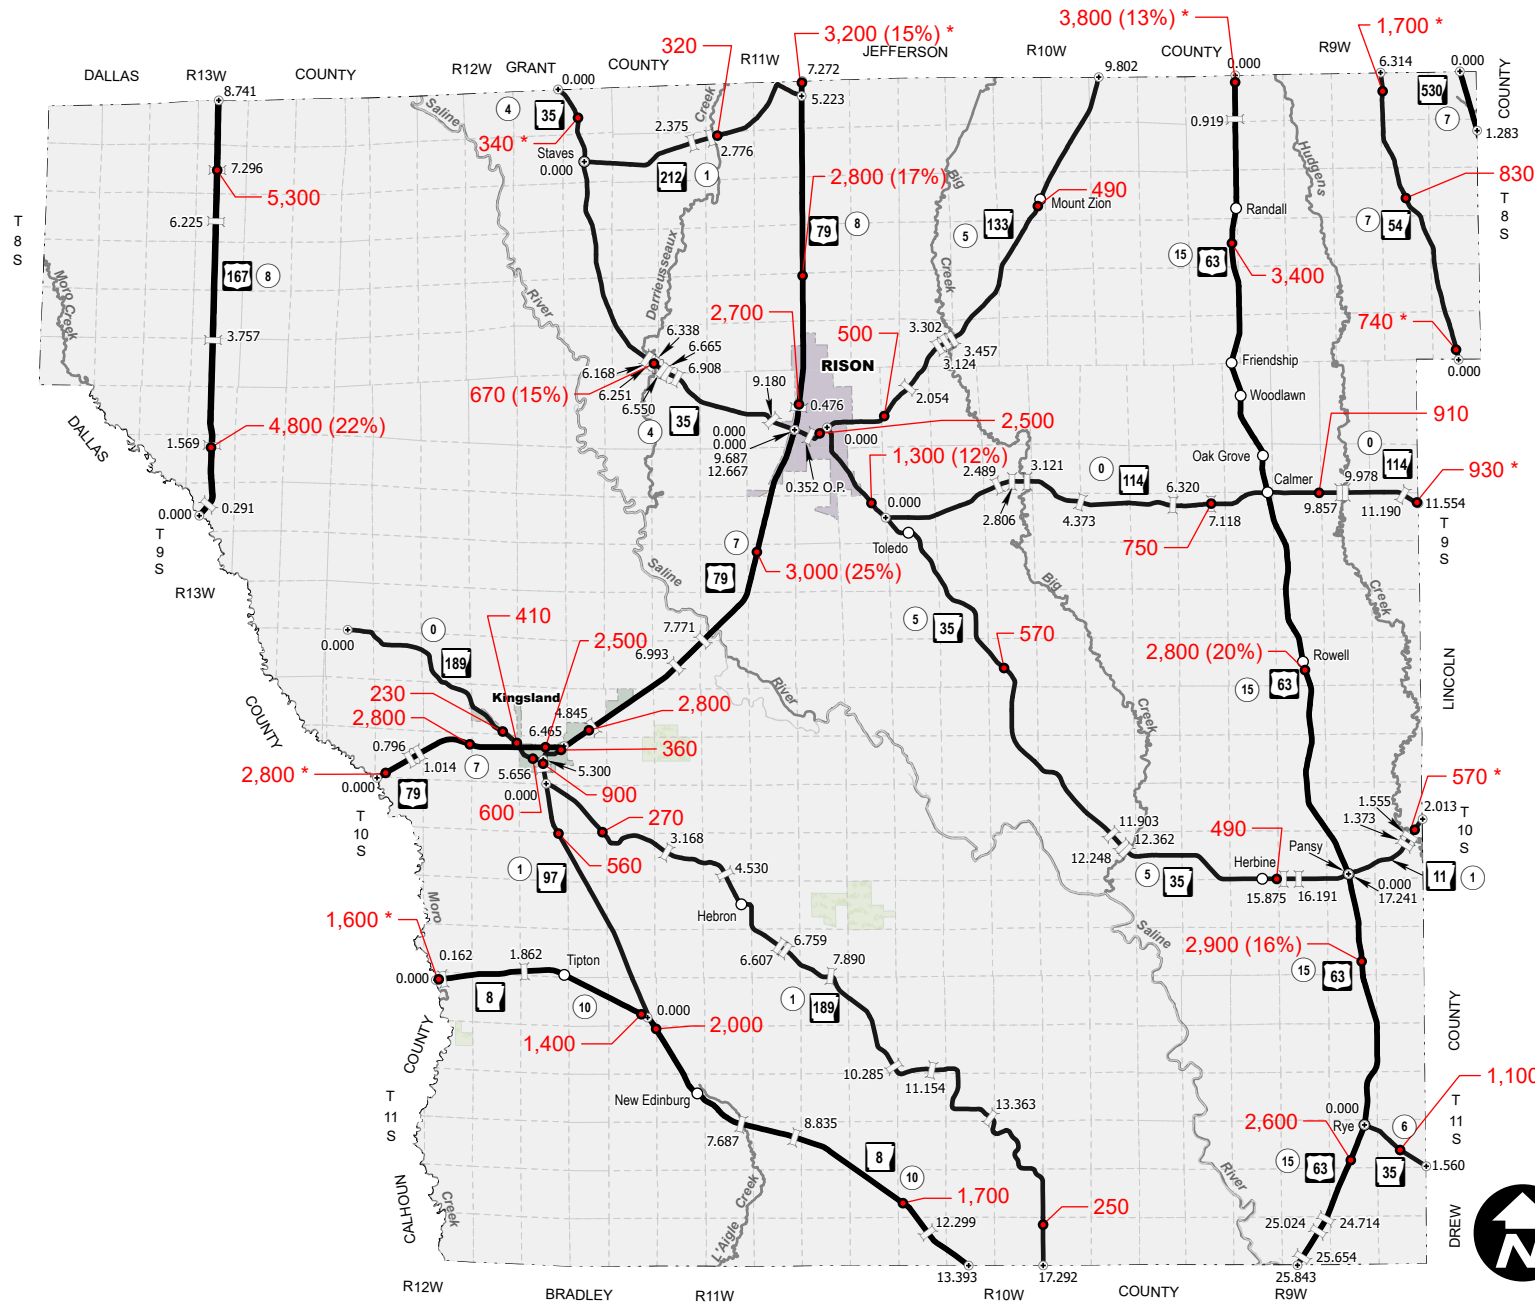 3,800 (13%) *
1,700 *
3,200 (15%) *
320
JEFFERSON
R10W
COUNTY
R9W
DALLAS
R13W
COUNTY
R12W
GRANT
COUNTY
R11W
0.000
7.272
9.802
0.000
6.314
0.000
8.741
5.223
530
COUNTY
Saline
4
35
340 *
2.375
Creek
0.919
7
1.283
Staves
0.000
2.776
212
1
7.296
5,300
2,800 (17%)
Big
490
Mount Zion
Hudgens
830
T
8
S
6.225
79
8
133
5
Randall
7
54
T
8
S
167
8
Derrieusseaux
Creek
15
63
3,400
Moro Creek
River
3.757
2,700
500
3.302
3.457
3.124
740 *
0.000
6.338
6.665
6.908
6.168
6.251
6.550
670 (15%)
RISON
Friendship
9.180
0.476
2.054
Woodlawn
4
35
4,800 (22%)
1.569
DALLAS
0.000
0.000
9.687
12.667
0.000
2,500
910
0
114
Oak Grove
1,300 (12%)
2.489
3.121
0
114
9.978
930 *
0.352 O.P.
0.000
6.320
Calmer
0.000
0.291
2.806
4.373
7.118
9.857
11.190
11.554
T
9
S
Toledo
750
T
9
S
7
3,000 (25%)
Saline
79
Big
R13W
Creek
410
0
0.000
189
2,500
7.771
6.993
5
35
570
2,800 (20%)
Rowell
LINCOLN
15
63
River
Kingsland
230
4.845
2,800
COUNTY
2,800
6.465
Creek
0.796
360
1.014
7
5.656
5.300
2,800 *
0.000
79
0.000
900
570 *
T
10
S
600
270
1.555
2.013
1.373
T
10
S
11.903
12.362
490
Pansy
560
3.168
12.248
Herbine
1
97
4.530
5
35
15.875
16.191
0.000
17.241
11
1
Moro
Hebron
1,600 *
Saline
0.162
1.862
Tipton
6.759
6.607
7.890
2,900 (16%)
0.000
15
63
8
10
1
189
0.000
2,000
1,400
COUNTY
COUNTY
10.285
11.154
T
11
S
New Edinburg
13.363
1,100
T
11
S
7.687
8.835
0.000
Rye
6
2,600
8
River
15
63
35
1.560
10
1,700
250
CALHOUN
Creek
L'Aigle Creek
12.299
25.024
24.714
DREW
25.654
N
13.393
17.292
25.843
R12W
BRADLEY
R11W
R10W
COUNTY
R9W